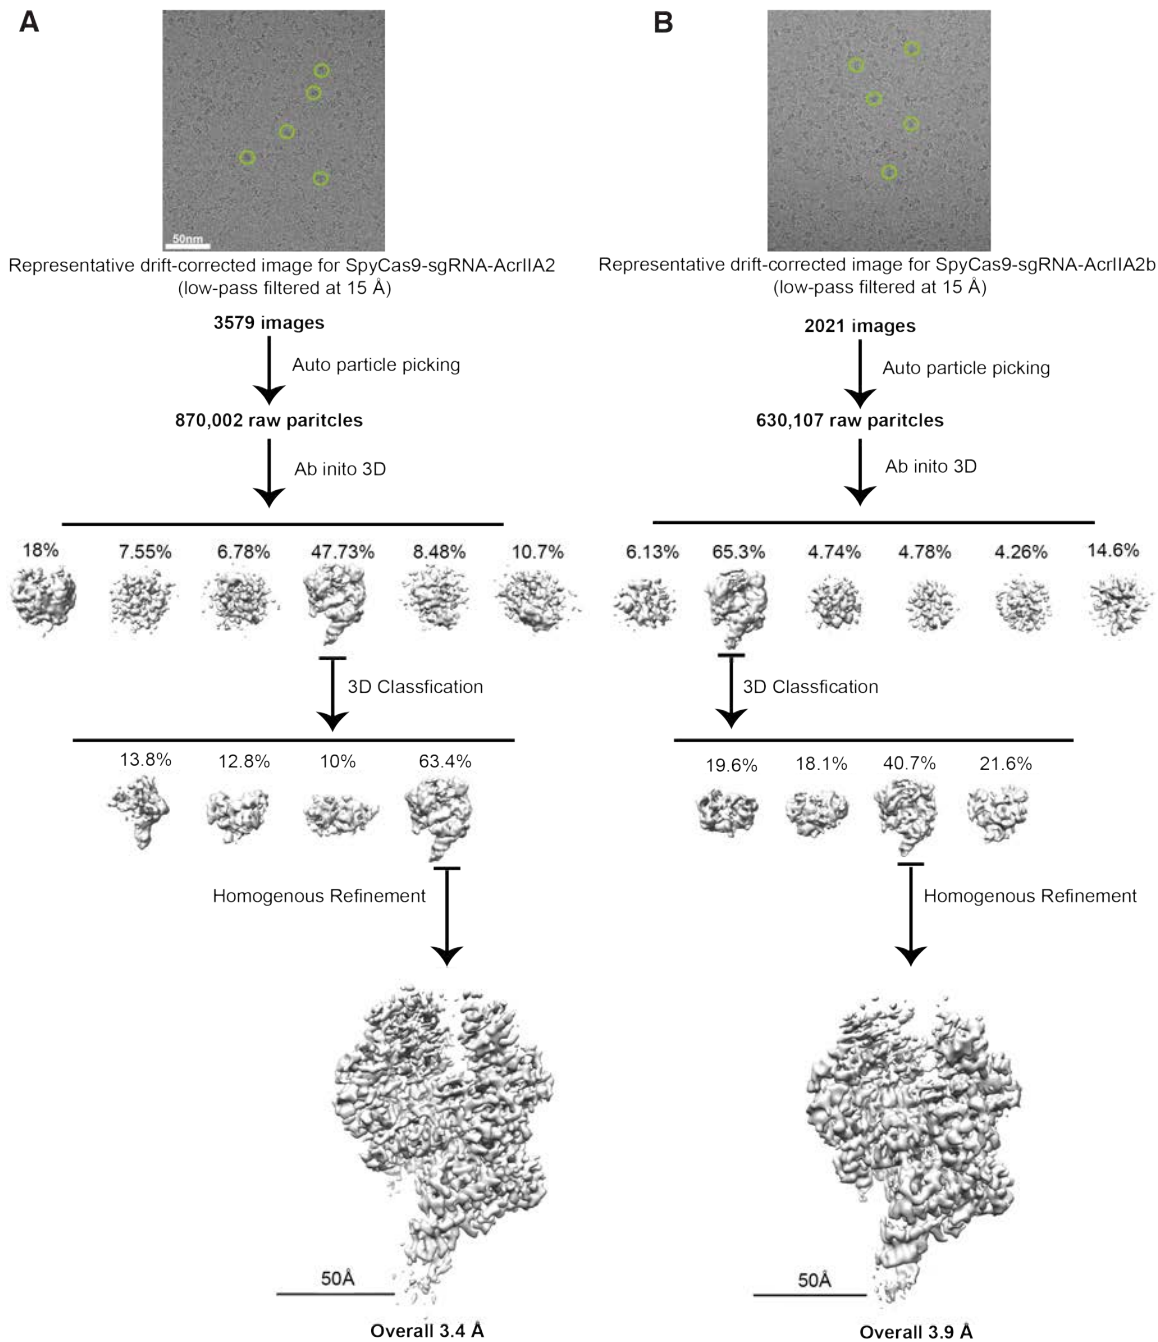 A
50nm
Representative drift-corrected image for SpyCas9-sgRNA-AcrIIA2
(low-pass filtered at 15 Å)
3579 images
Auto particle picking
870,002 raw paritcles
Ab inito 3D
18% 7.55% 6.78% 47.73% 8.48% 10.7%
3D Classfication
13.8% 12.8% 10% 63.4%
Homogenous Refinement
50Å
Overall 3.4 Å
B
Representative drift-corrected image for SpyCas9-sgRNA-AcrIIA2b
(low-pass filtered at 15 Å)
2021 images
Auto particle picking
630,107 raw paritcles
Ab inito 3D
6.13% 65.3% 4.74% 4.78% 4.26% 14.6%
3D Classfication
19.6% 18.1% 40.7% 21.6%
Homogenous Refinement
50Å
Overall 3.9 Å